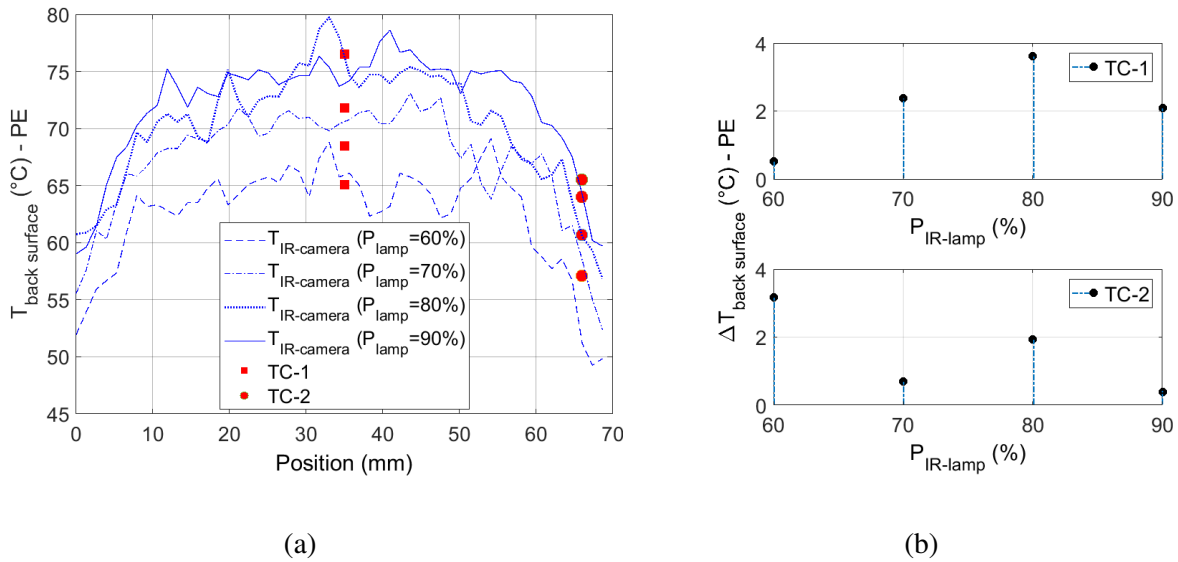 80
75
70
65
60
55
50
45
0 10 20 30 40 50 60 70
T_back surface (°C) - PE
Position (mm)
T_IR-camera (P_lamp=60%)
T_IR-camera (P_lamp=70%)
T_IR-camera (P_lamp=80%)
T_IR-camera (P_lamp=90%)
TC-1
TC-2
(a)
ΔT_back surface (°C) - PE
4
2
0
60 70 80 90
TC-1
P_IR-lamp (%)
4
2
0
60 70 80 90
TC-2
P_IR-lamp (%)
(b)